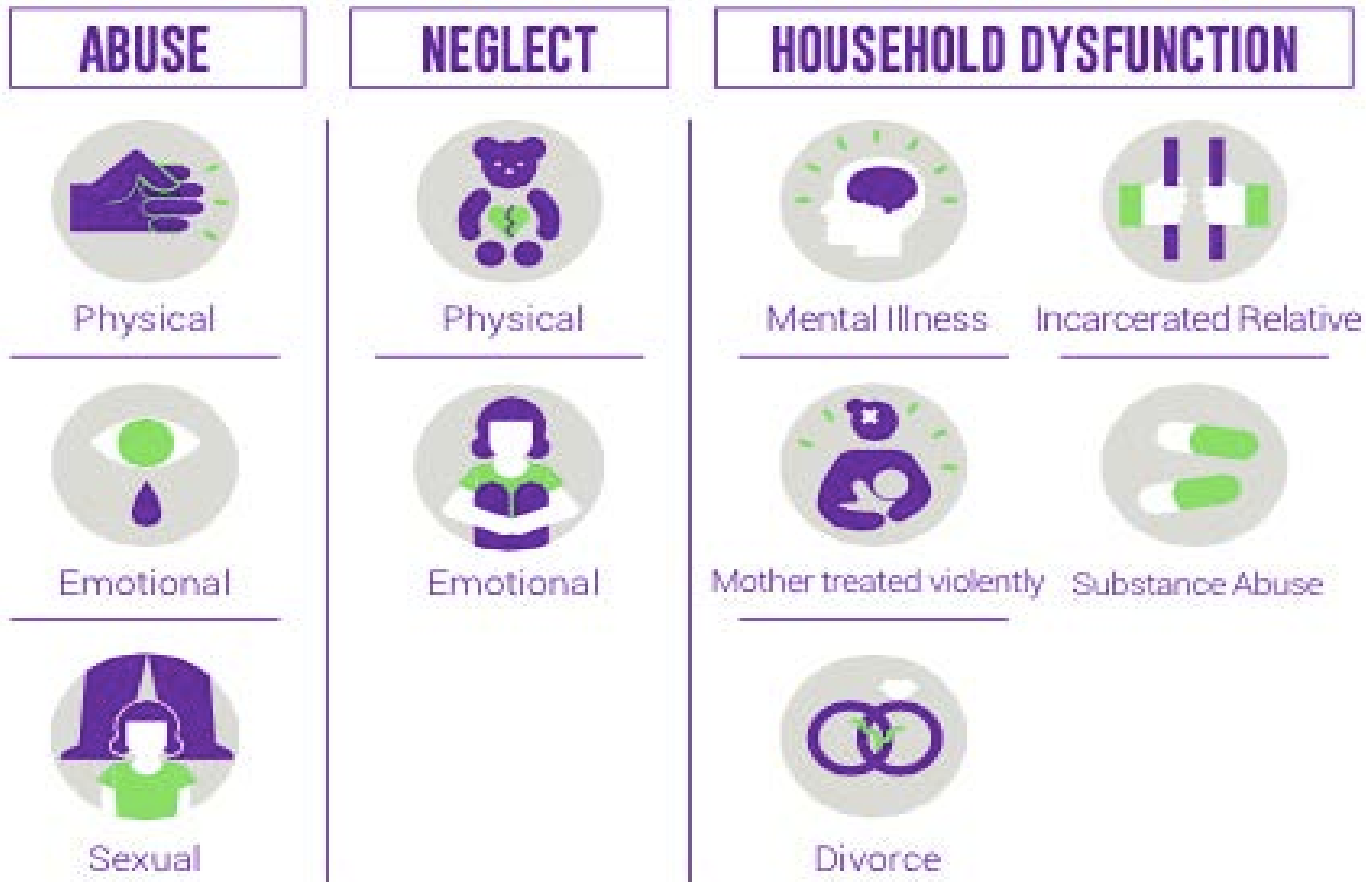 ABUSE
Physical
Emotional
Sexual
NEGLECT
Physical
Emotional
HOUSEHOLD DYSFUNCTION
Mental Illness
Incarcerated Relative
Mother treated violently
Substance Abuse
Divorce